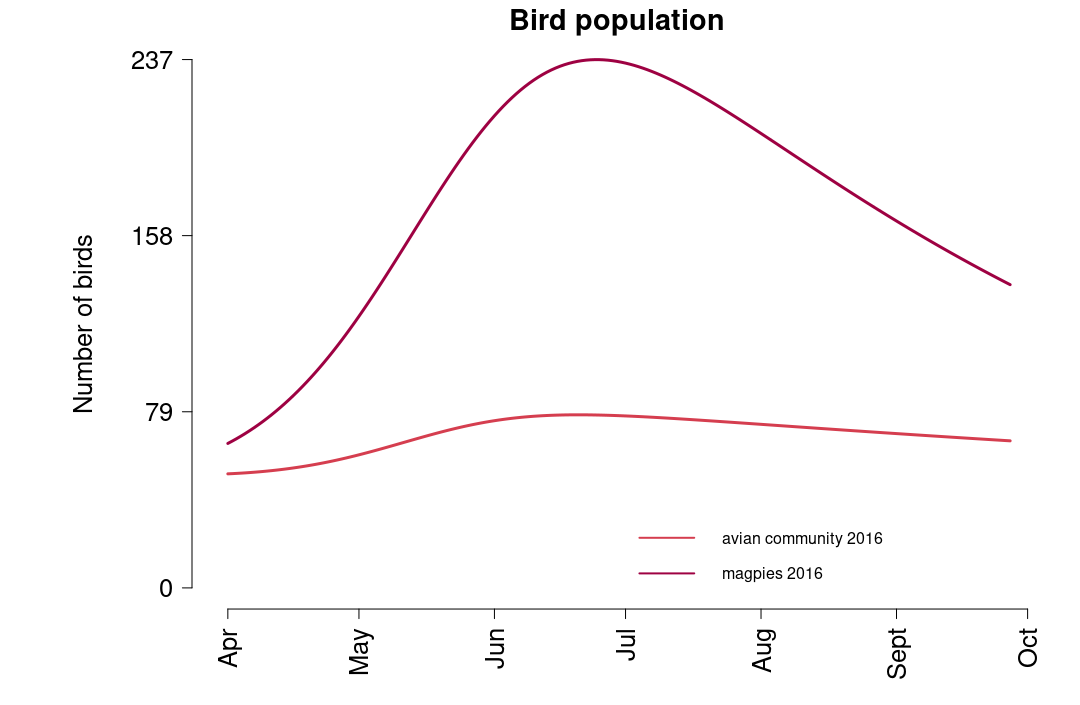 Bird population
237
158
79
0
Number of birds
avian community 2016
magpies 2016
Apr
May
Jun
Jul
Aug
Sept
Oct